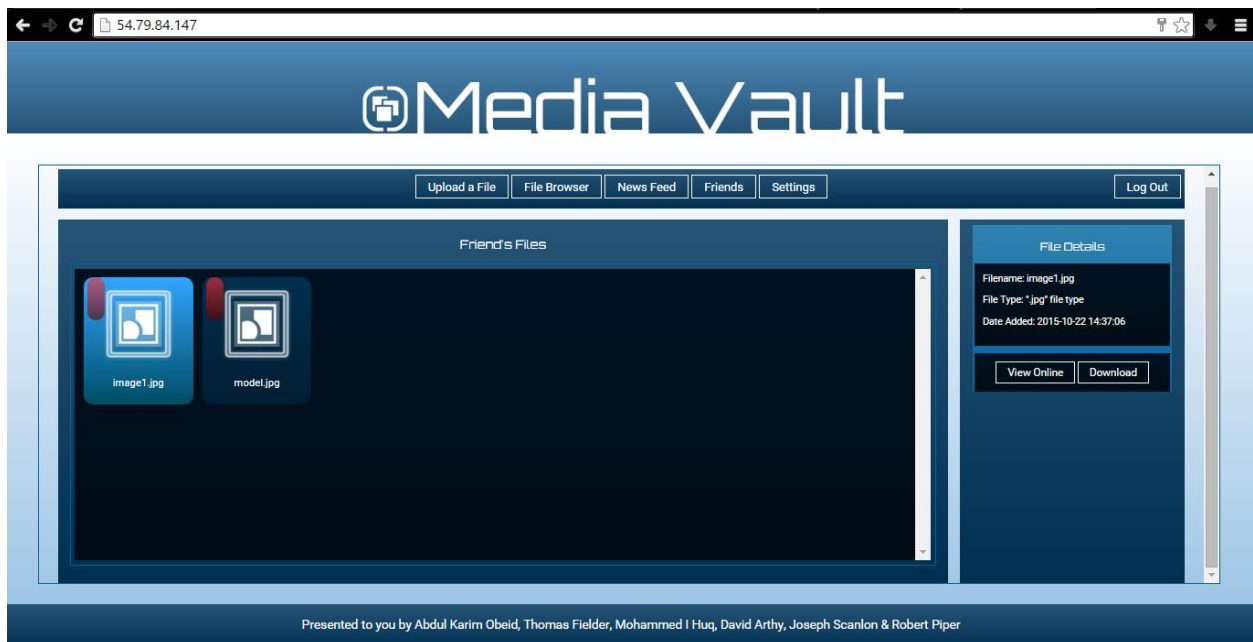 54.79.84.147
Media Vault
Upload a File
File Browser
News Feed
Friends
Settings
Log Out
Friend's Files
image1.jpg
model.jpg
File Details
Filename: image1.jpg
File Type: ".jpg" file type
Date Added: 2015-10-22 14:37:06
View Online
Download
Presented to you by Abdul Karim Obeid, Thomas Fielder, Mohammed I Huq, David Arthy, Joseph Scanlon & Robert Piper